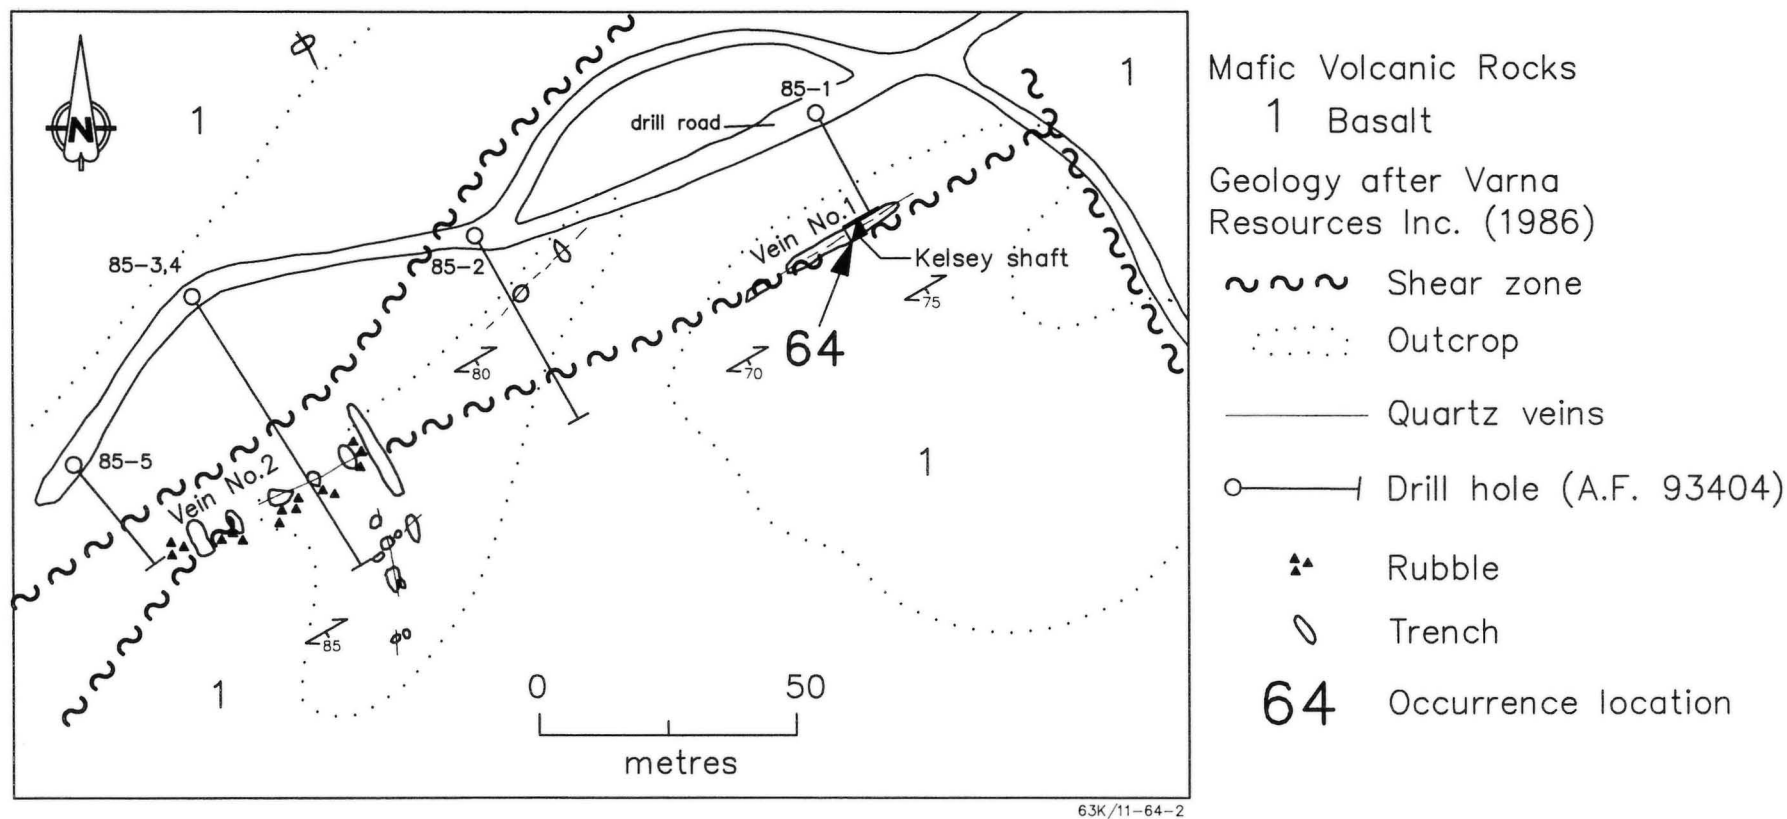 1
N
85-1
drill road
1
85-3,4
85-2
Vein No.1
Kelsey shaft
75
64
70
80
85-5
Vein No.2
1
85
1
0 50
metres
Mafic Volcanic Rocks
1 Basalt
Geology after Varna
Resources Inc. (1986)
Shear zone
Outcrop
Quartz veins
Drill hole (A.F. 93404)
Rubble
Trench
64 Occurrence location
63K/11-64-2